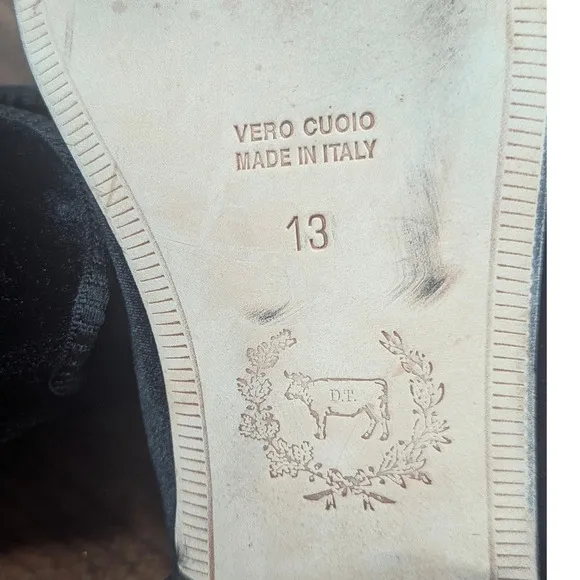 VERO CUOIO
MADE IN ITALY
13
D.T.